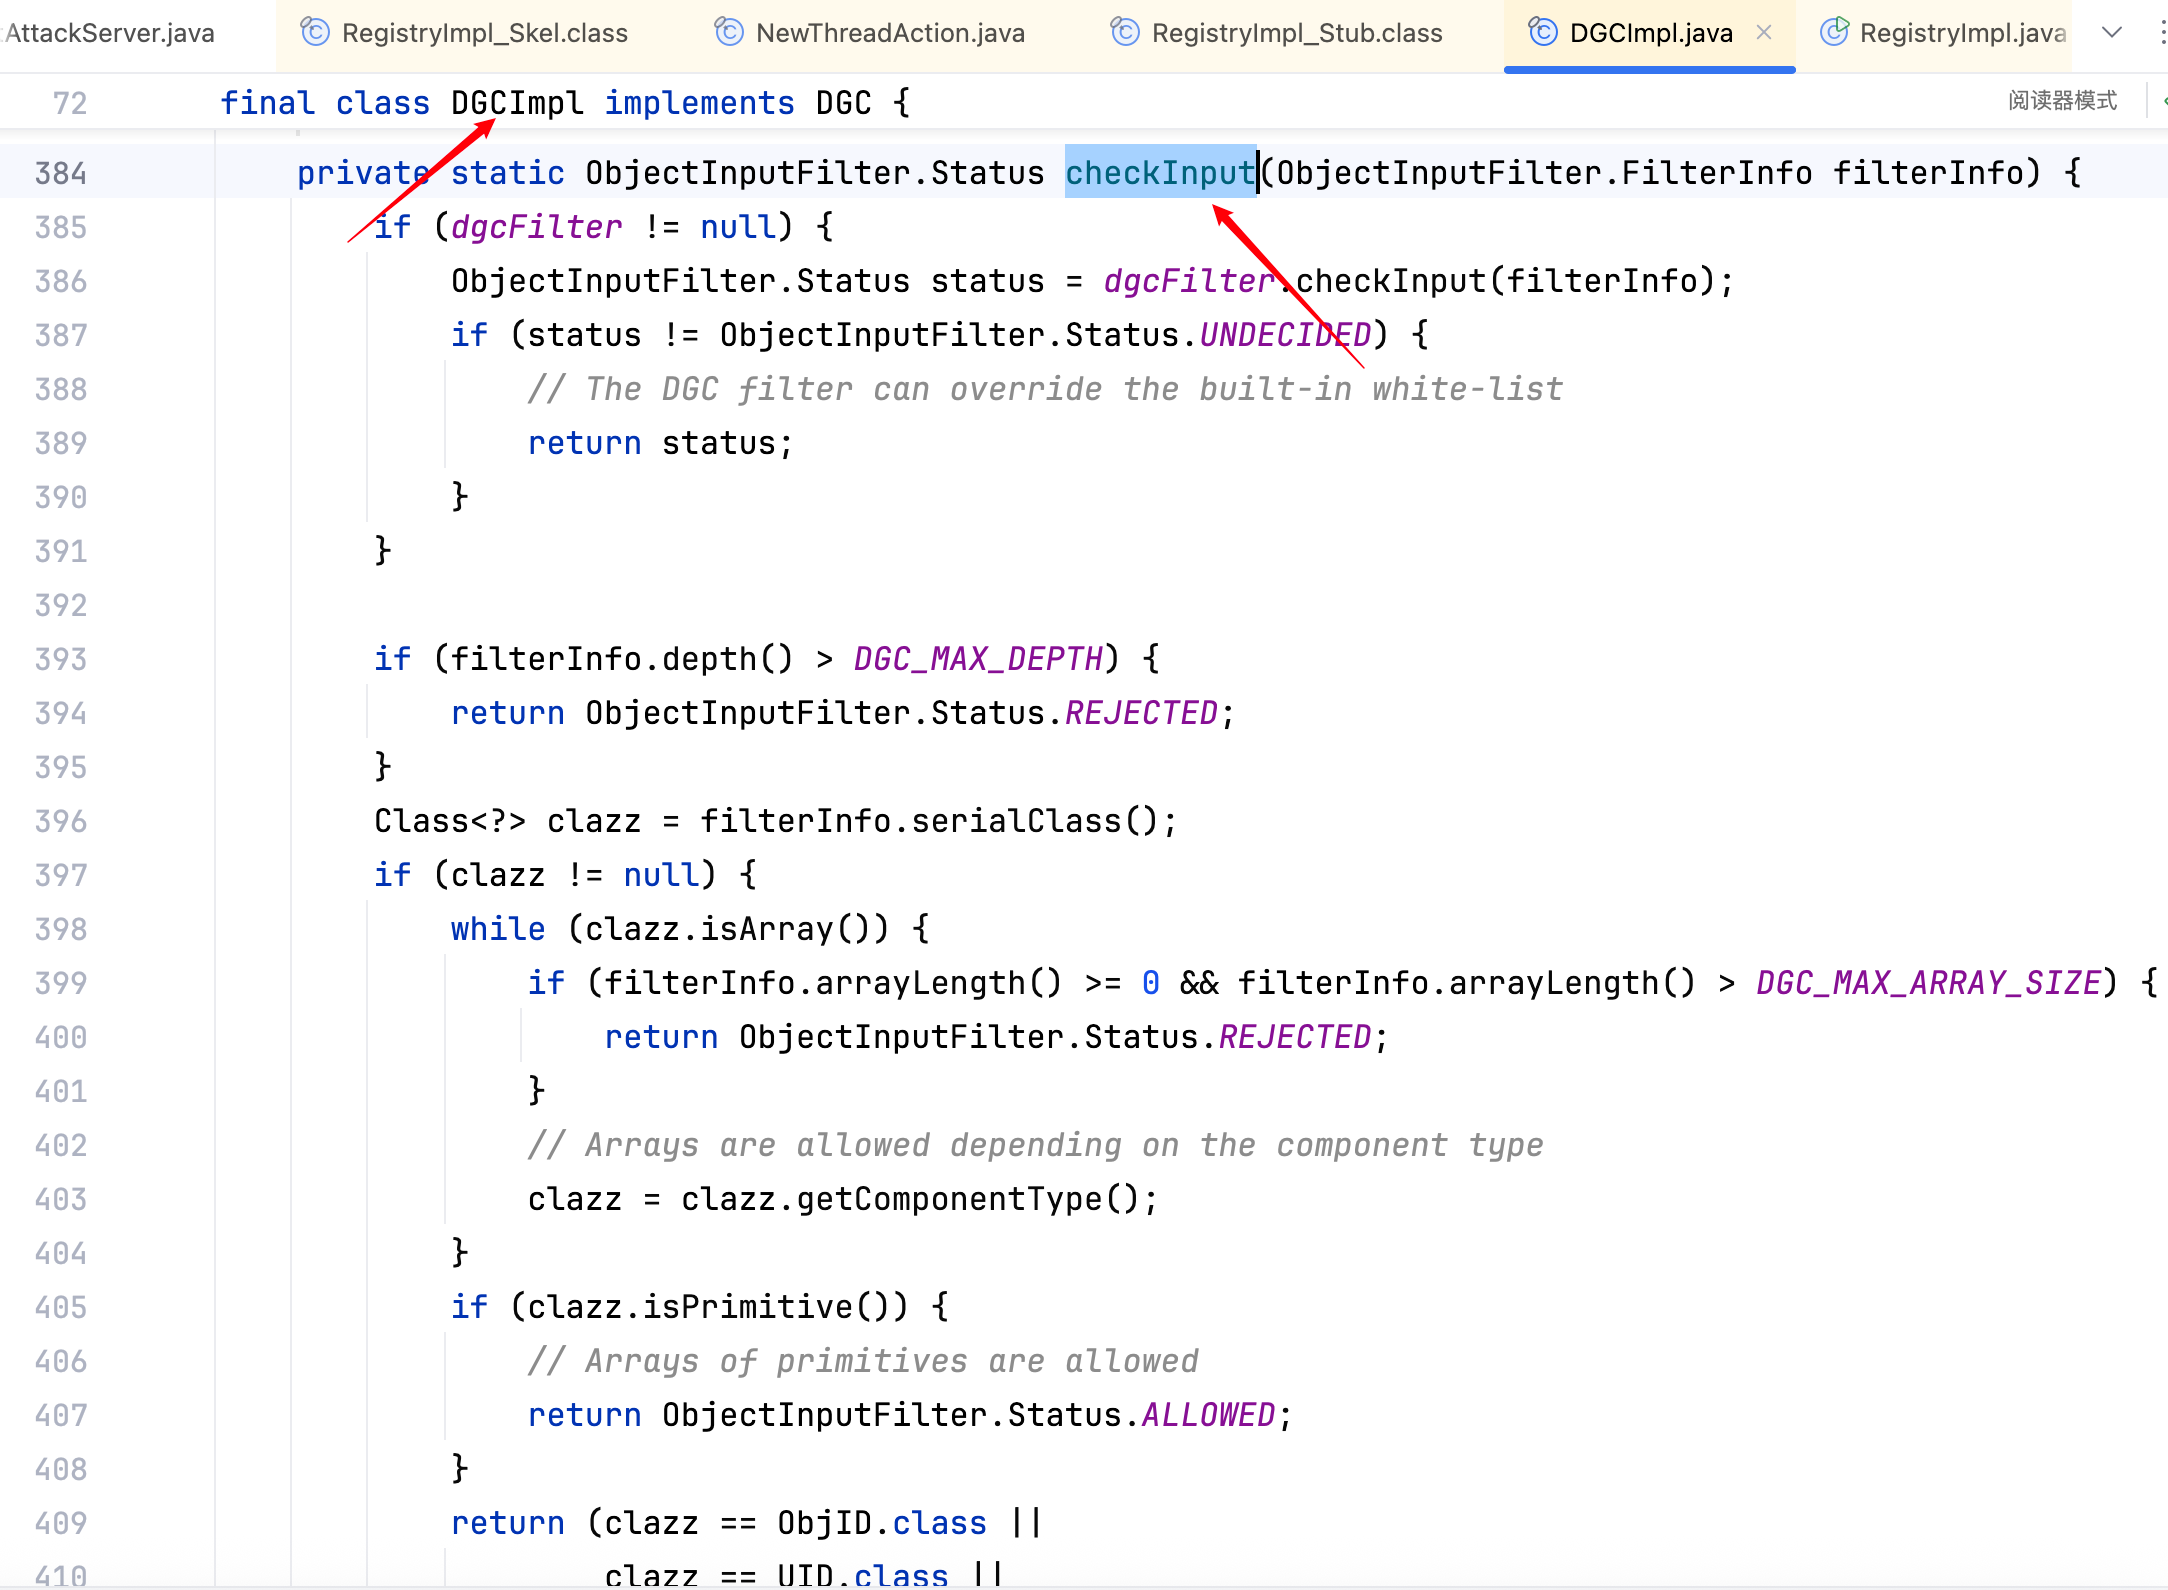 AttackServer.java RegistryImpl_Skel.class NewThreadAction.java RegistryImpl_Stub.class DGCImpl.java RegistryImpl.java
72 final class DGCImpl implements DGC {
阅读器模式
384 private static ObjectInputFilter.Status checkInput(ObjectInputFilter.FilterInfo filterInfo) {
385 if (dgcFilter != null) {
386 ObjectInputFilter.Status status = dgcFilter.checkInput(filterInfo);
387 if (status != ObjectInputFilter.Status.UNDECIDED) {
388 // The DGC filter can override the built-in white-list
389 return status;
390 }
391 }
392
393 if (filterInfo.depth() > DGC_MAX_DEPTH) {
394 return ObjectInputFilter.Status.REJECTED;
395 }
396 Class<?> clazz = filterInfo.serialClass();
397 if (clazz != null) {
398 while (clazz.isArray()) {
399 if (filterInfo.arrayLength() >= 0 && filterInfo.arrayLength() > DGC_MAX_ARRAY_SIZE) {
400 return ObjectInputFilter.Status.REJECTED;
401 }
402 // Arrays are allowed depending on the component type
403 clazz = clazz.getComponentType();
404 }
405 if (clazz.isPrimitive()) {
406 // Arrays of primitives are allowed
407 return ObjectInputFilter.Status.ALLOWED;
408 }
409 return (clazz == ObjID.class ||
410 clazz == UID.class ||